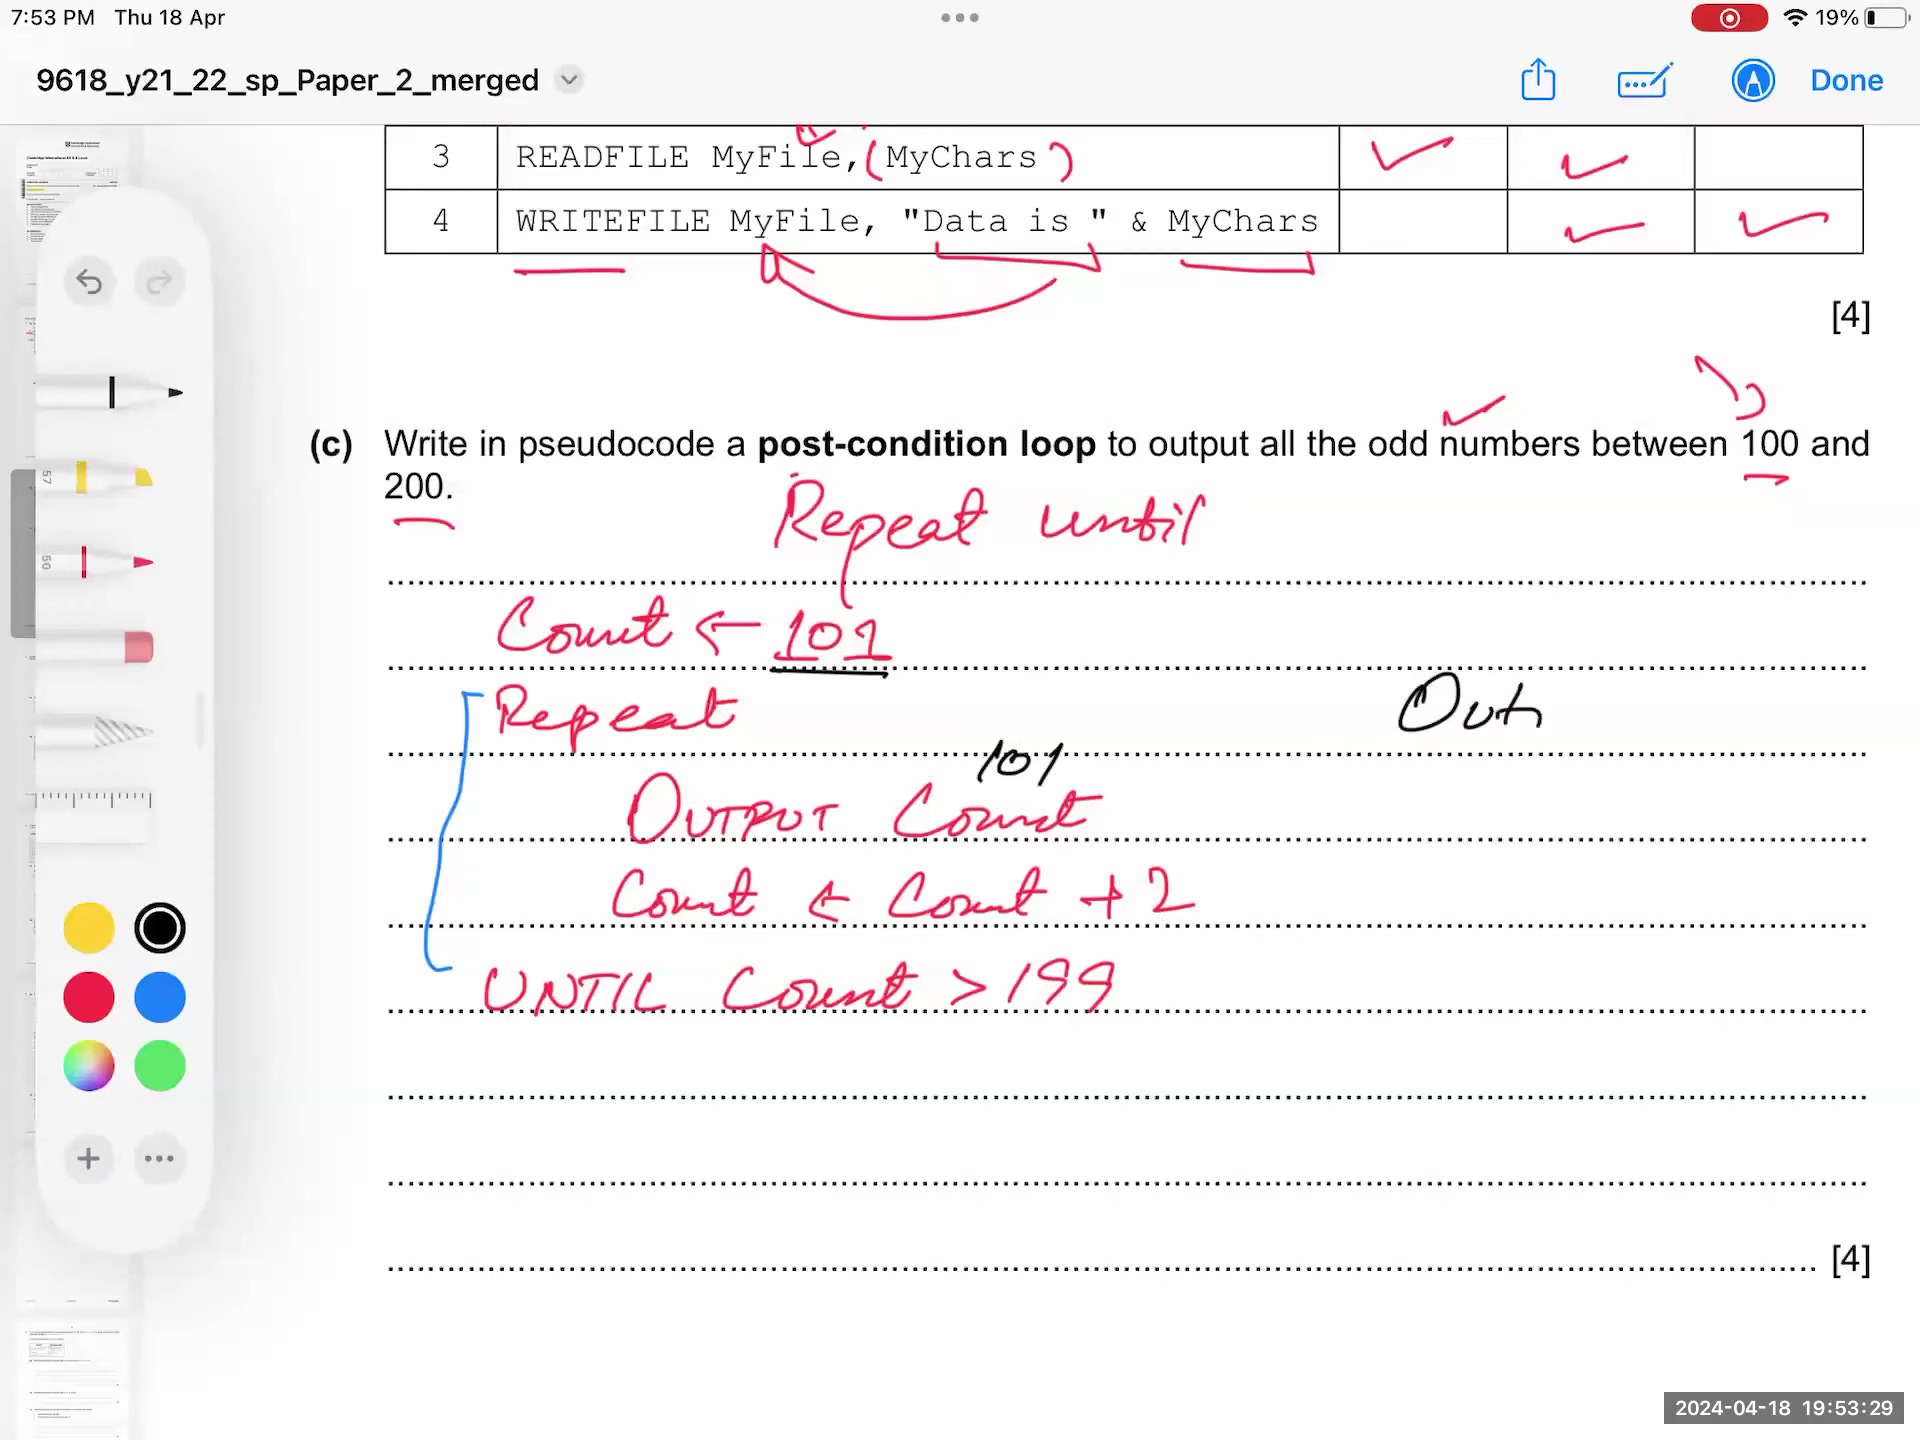 7:53 PM Thu 18 Apr
19%
9618_y21_22_sp_Paper_2_merged
Done
3 READFILE MyFile, (MyChars)
4 WRITEFILE MyFile, "Data is " & MyChars
[4]
(c) Write in pseudocode a post-condition loop to output all the odd numbers between 100 and
200.
Repeat until
Count ← 101
Repeat
Out
101
OUTPUT Count
Count ← Count + 2
UNTIL Count > 199
[4]
57
50
2024-04-18 19:53:29